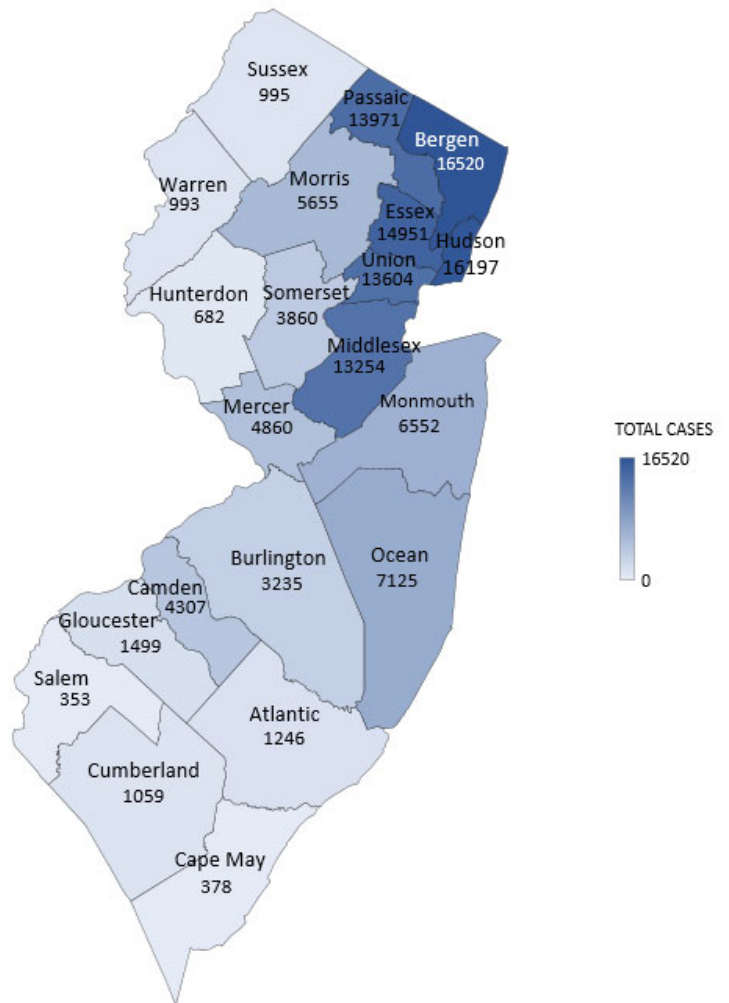 Sussex
995
Passaic
13971
Bergen
16520
Warren
993
Morris
5655
Essex
14951
Hudson
16197
Union
13604
Hunterdon
682
Somerset
3860
Middlesex
13254
Mercer
4860
Monmouth
6552
TOTAL CASES
16520
0
Burlington
3235
Ocean
7125
Camden
4307
Gloucester
1499
Salem
353
Atlantic
1246
Cumberland
1059
Cape May
378